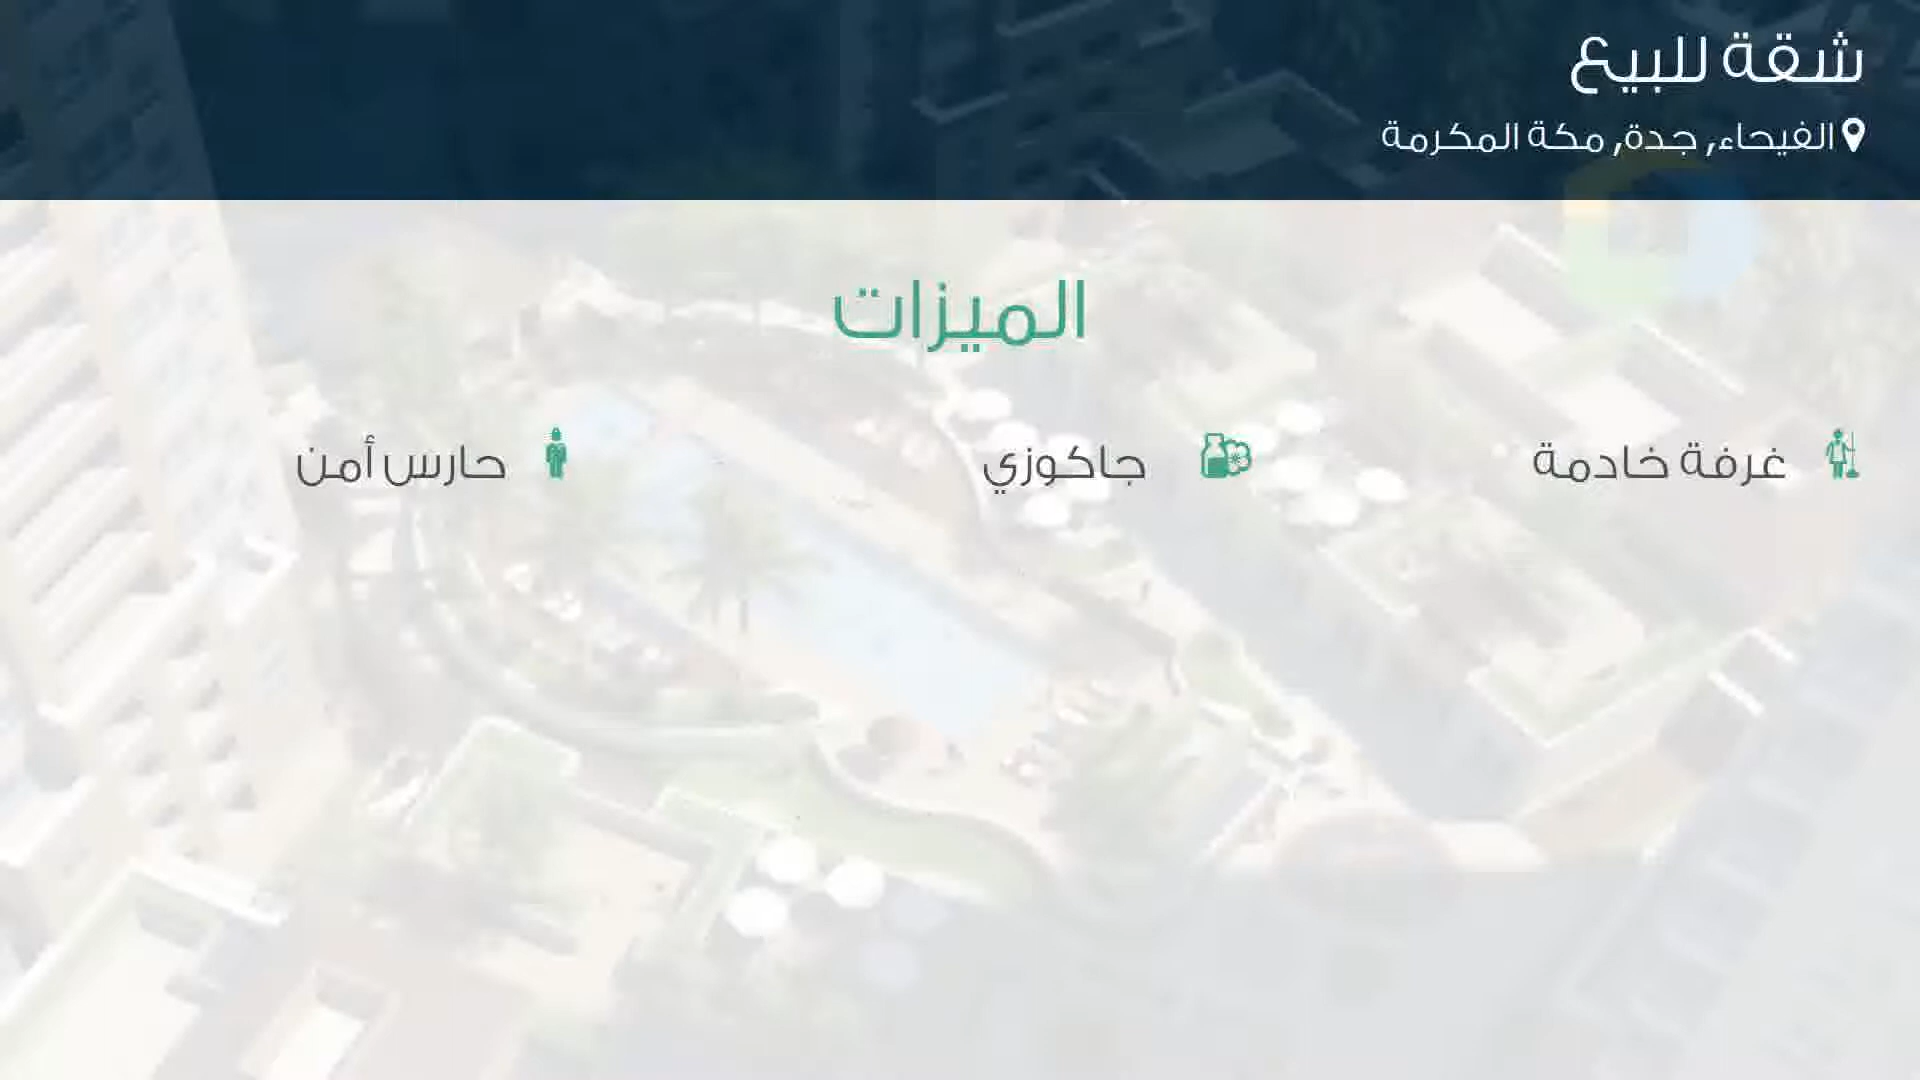 شقة للبيع
الفيحاء, جدة, مكة المكرمة
الميزات
غرفة خادمة
جاكوزي
حارس أمن